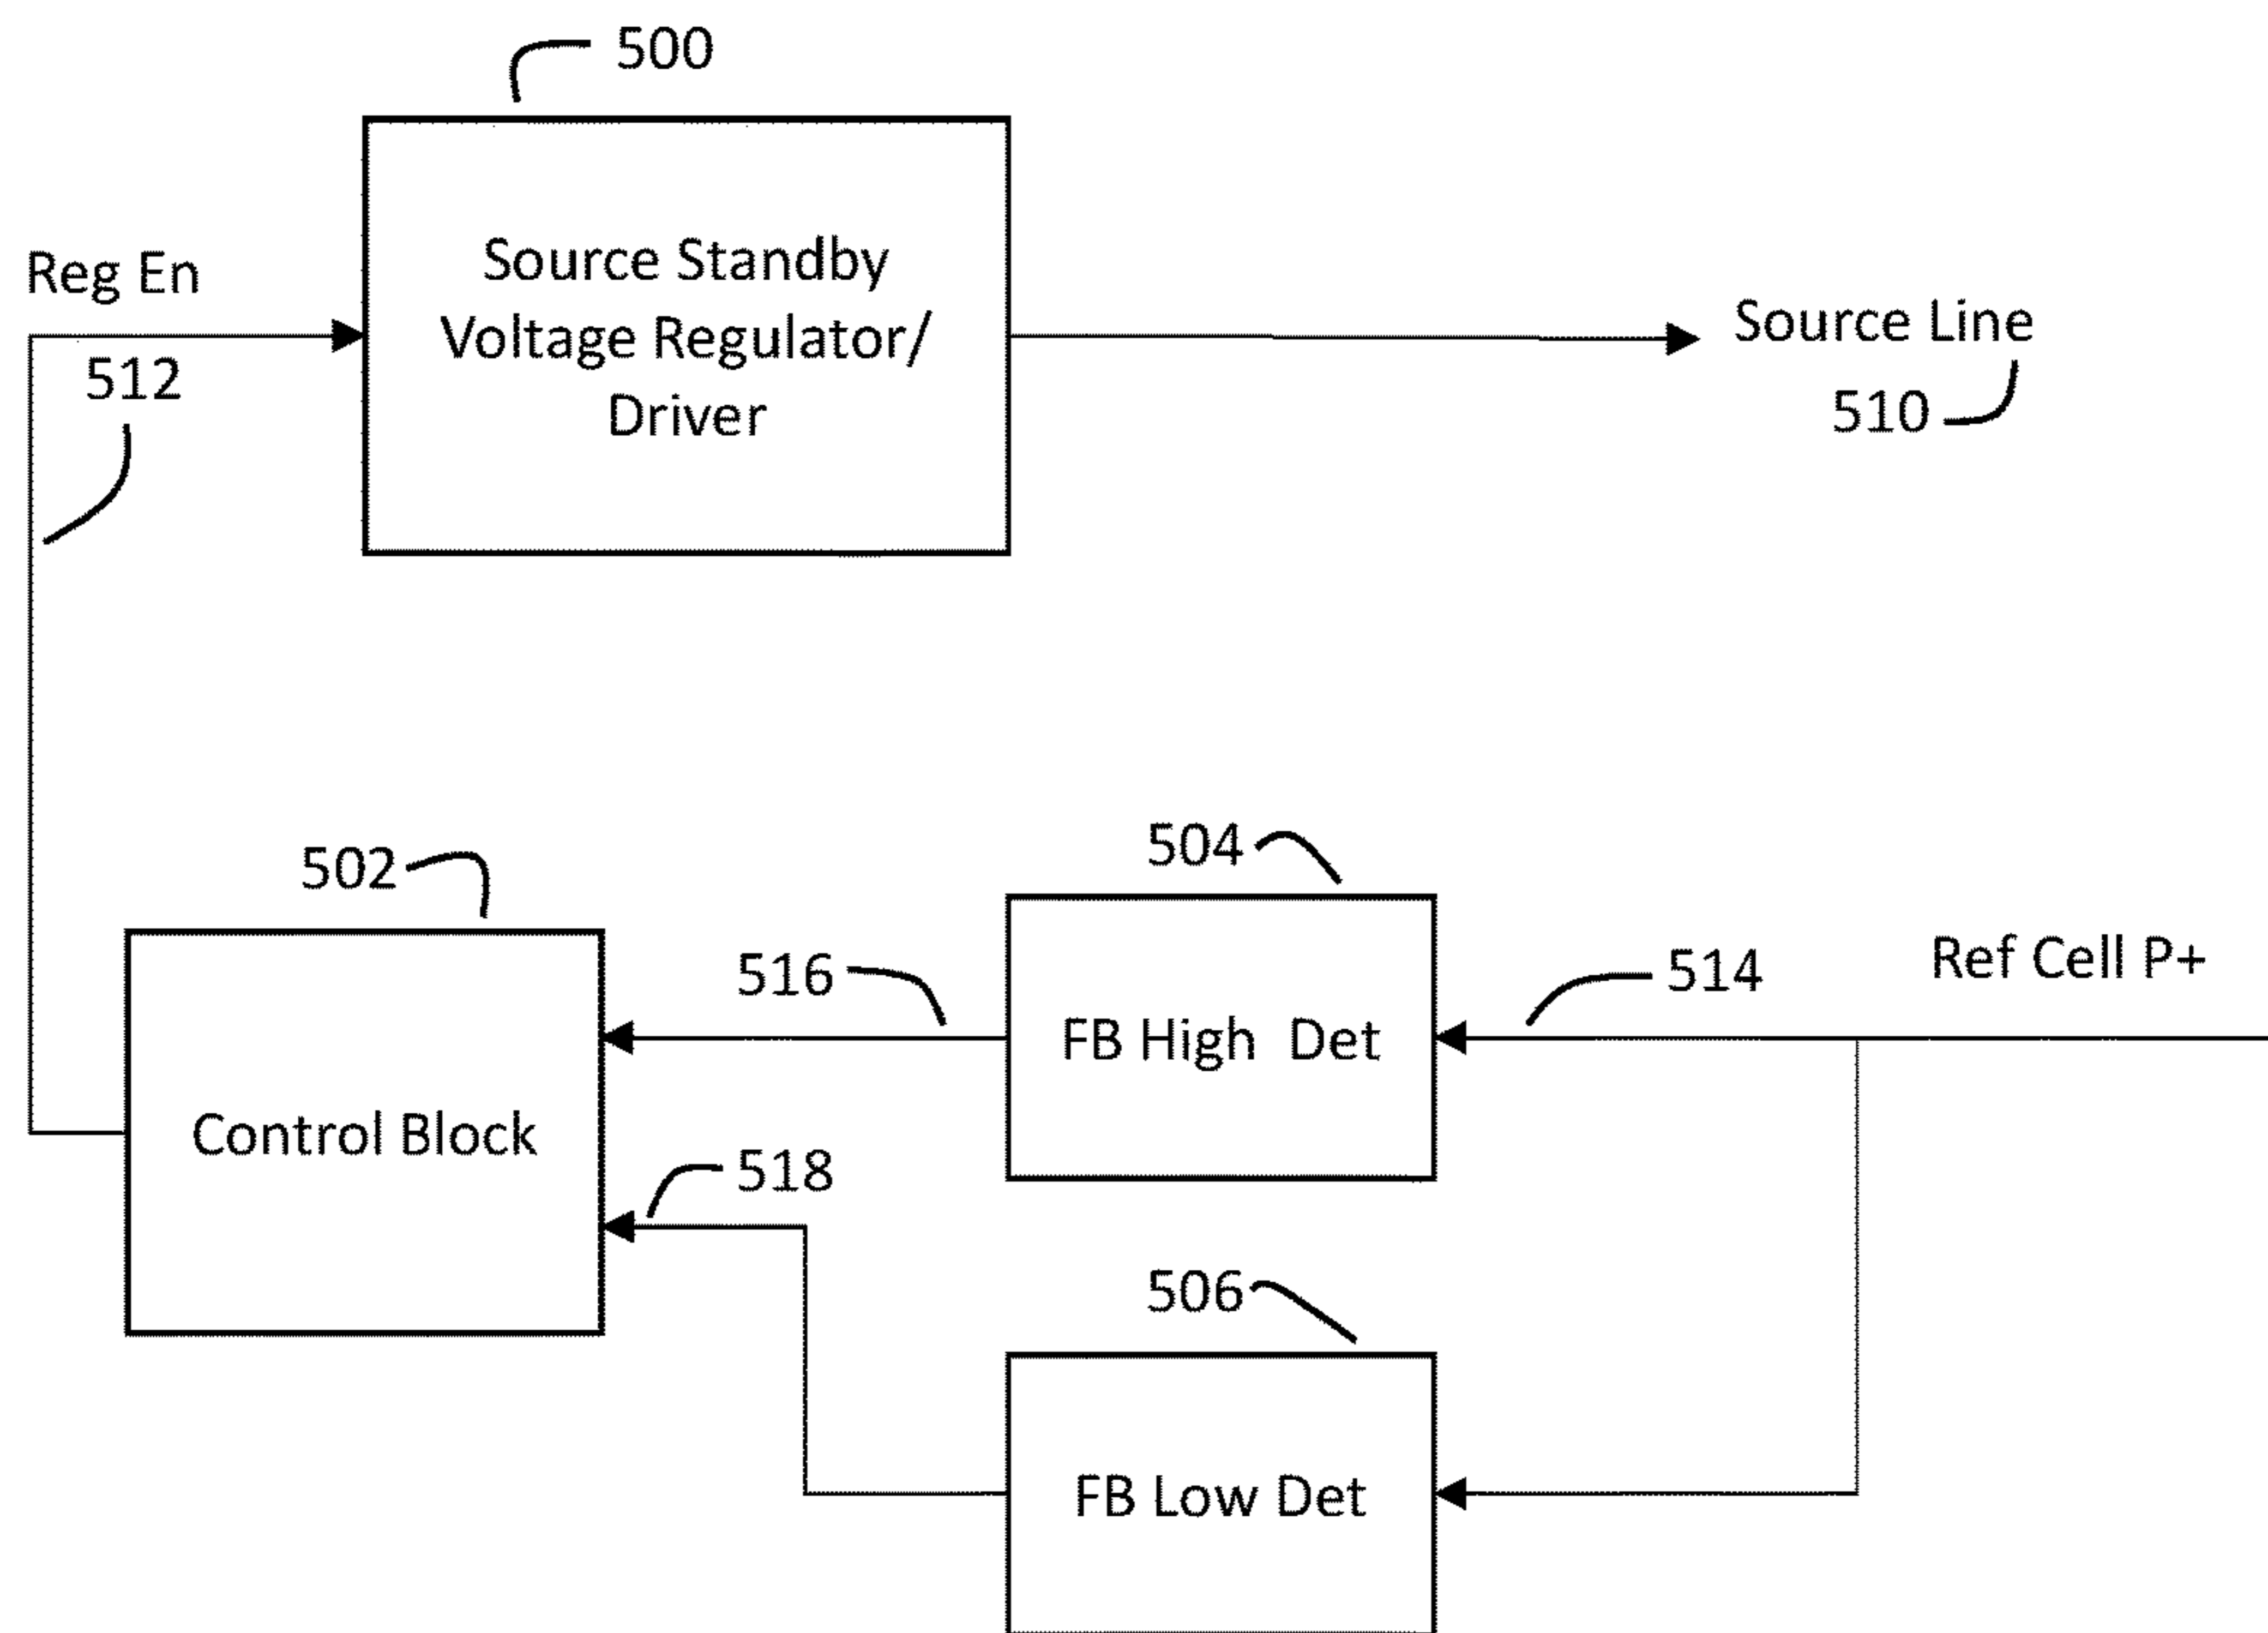 500
Source Standby
Voltage Regulator/
Driver
Reg En
512
Source Line
510
502
Control Block
504
FB High Det
516
514
Ref Cell P+
518
506
FB Low Det